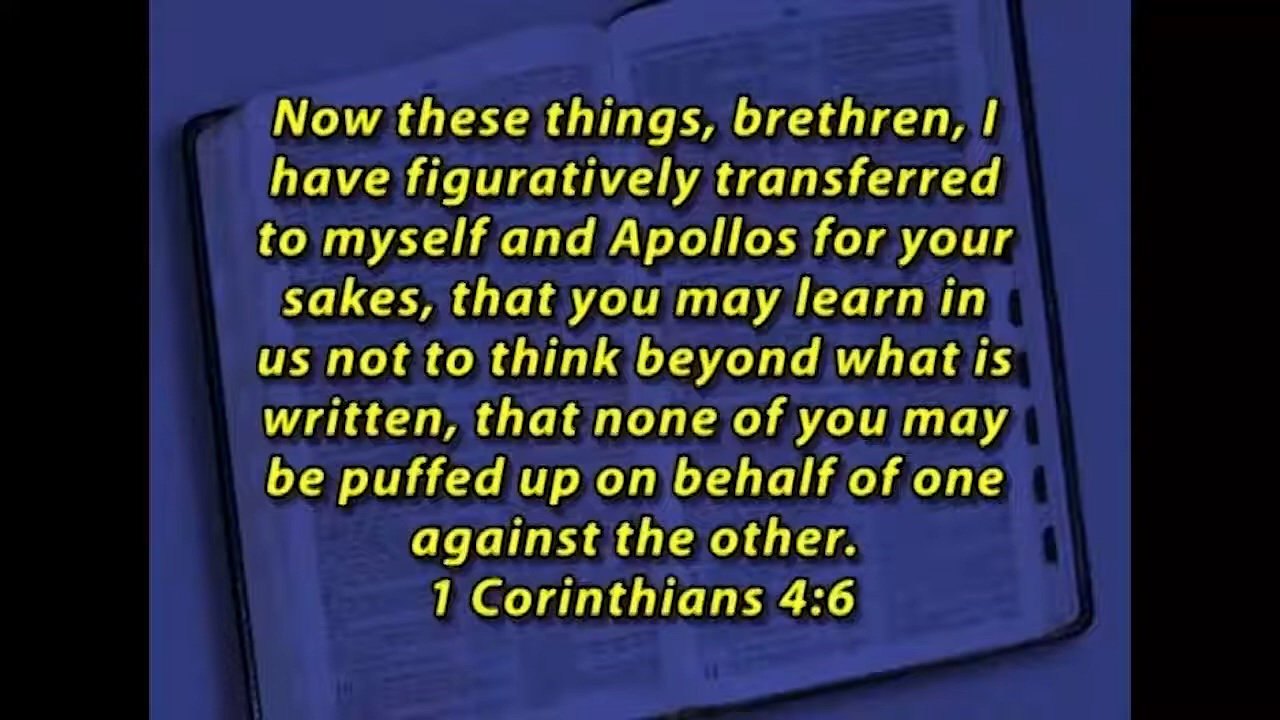 Now these things, brethren, I
have figuratively transferred
to myself and Apollos for your
sakes, that you may learn in
us not to think beyond what is
written, that none of you may
be puffed up on behalf of one
against the other.
1 Corinthians 4:6